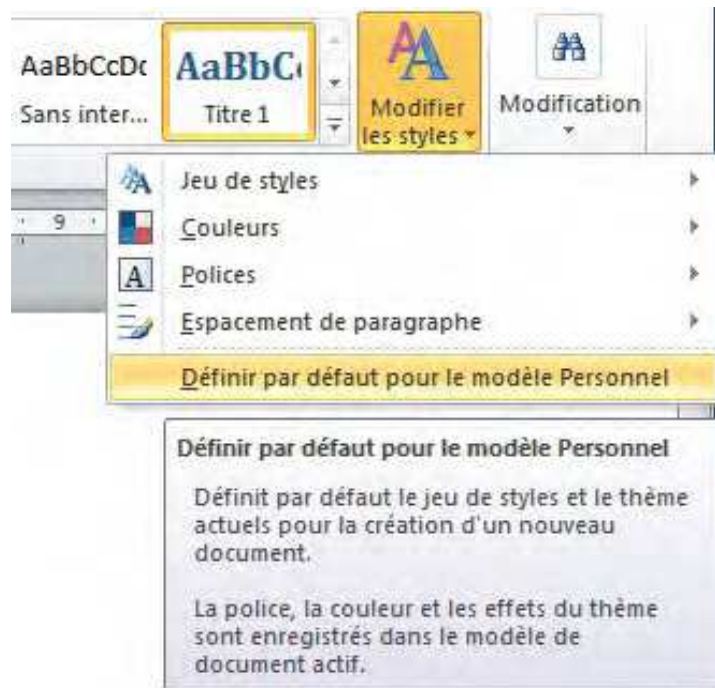 AaBbCcDc AaBbC
Sans inter... Titre 1
Modifier
les styles
Modification
Jeu de styles
9
Couleurs
A Polices
Espacement de paragraphe
Définir par défaut pour le modèle Personnel
Définir par défaut pour le modèle Personnel
Définit par défaut le jeu de styles et le thème
actuels pour la création d'un nouveau
document.
La police, la couleur et les effets du thème
sont enregistrés dans le modèle de
document actif.